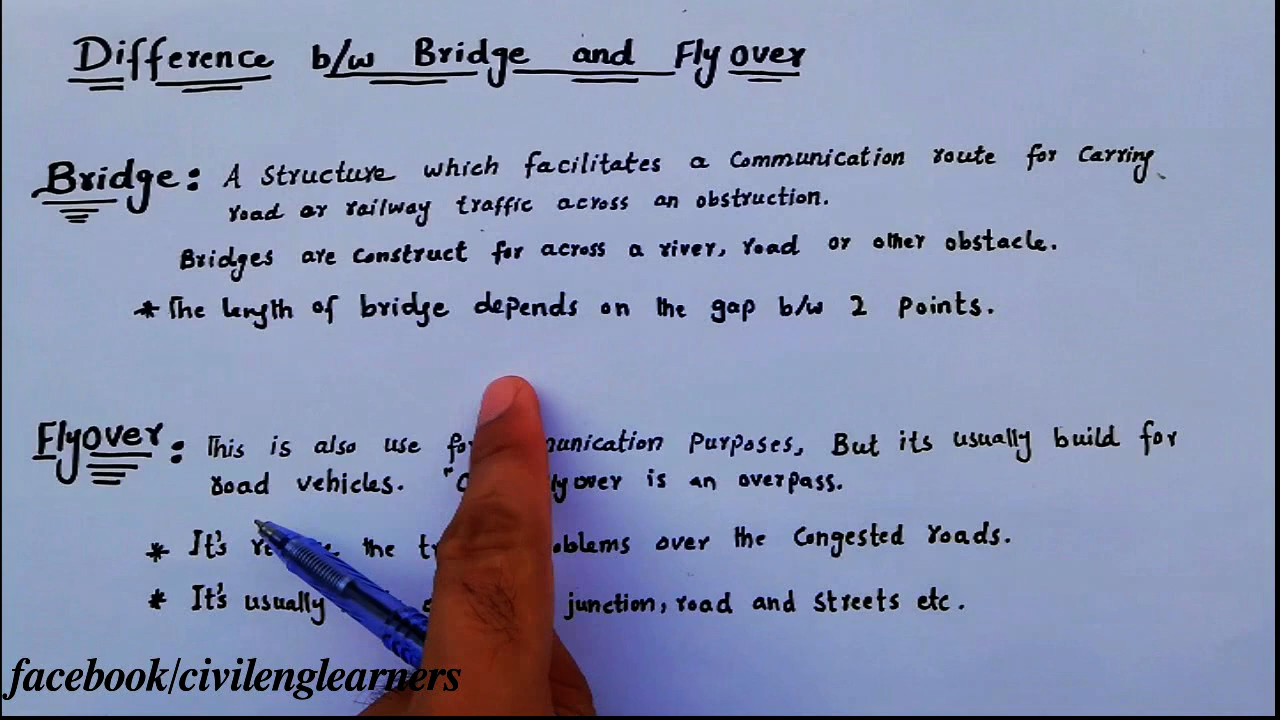 Difference b/w Bridge and Flyover
Bridge: A Structure which facilitates a Communication route for Carring
road or railway traffic across an obstruction.
Bridges are construct for across a river, road or other obstacle.
* The length of bridge depends on the gap b/w 2 points.
Flyover: This is also use purposes, But its usually build for
road vehicles. is an overpass.
* It's the over the Congested roads.
* It's usually junction, road and streets etc.
facebook/civilenglearners